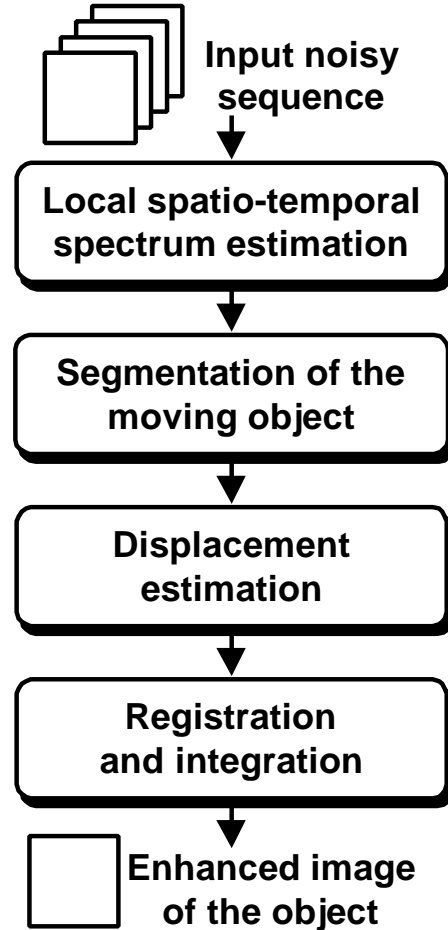 Input noisy
sequence
Local spatio-temporal
spectrum estimation
Segmentation of the
moving object
Displacement
estimation
Registration
and integration
Enhanced image
of the object